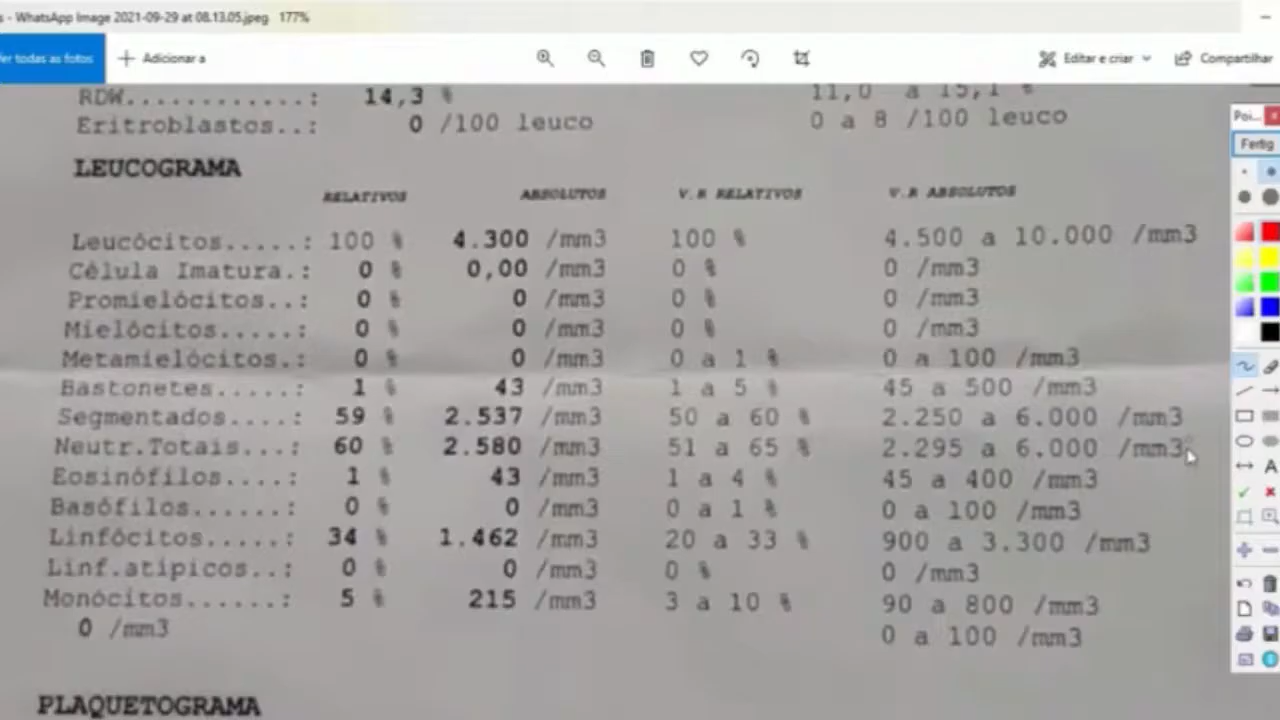 s - WhatsApp Image 2021-09-29 at 08.13.05.jpeg 177%
er todas as fotos Adicionar a Editar e criar Compartilhar
RDW............: 14,3 % 11,0 a 15,1 %
Eritroblastos..: 0 /100 leuco 0 a 8 /100 leuco
Poi...
Fertig
LEUCOGRAMA
RELATIVOS ABSOLUTOS V.R RELATIVOS V.R ABSOLUTOS
Leucócitos.....: 100 % 4.300 /mm3 100 % 4.500 a 10.000 /mm3
Célula Imatura.: 0 % 0,00 /mm3 0 % 0 /mm3
Promielócitos..: 0 % 0 /mm3 0 % 0 /mm3
Mielócitos.....: 0 % 0 /mm3 0 % 0 /mm3
Metamielócitos.: 0 % 0 /mm3 0 a 1 % 0 a 100 /mm3
Bastonetes.....: 1 % 43 /mm3 1 a 5 % 45 a 500 /mm3
Segmentados....: 59 % 2.537 /mm3 50 a 60 % 2.250 a 6.000 /mm3
Neutr.Totais...: 60 % 2.580 /mm3 51 a 65 % 2.295 a 6.000 /mm3
Eosinófilos....: 1 % 43 /mm3 1 a 4 % 45 a 400 /mm3
Basófilos......: 0 % 0 /mm3 0 a 1 % 0 a 100 /mm3
Linfócitos.....: 34 % 1.462 /mm3 20 a 33 % 900 a 3.300 /mm3
Linf.atipicos..: 0 % 0 /mm3 0 % 0 /mm3
Monócitos......: 5 % 215 /mm3 3 a 10 % 90 a 800 /mm3
0 /mm3 0 a 100 /mm3
PLAQUETOGRAMA